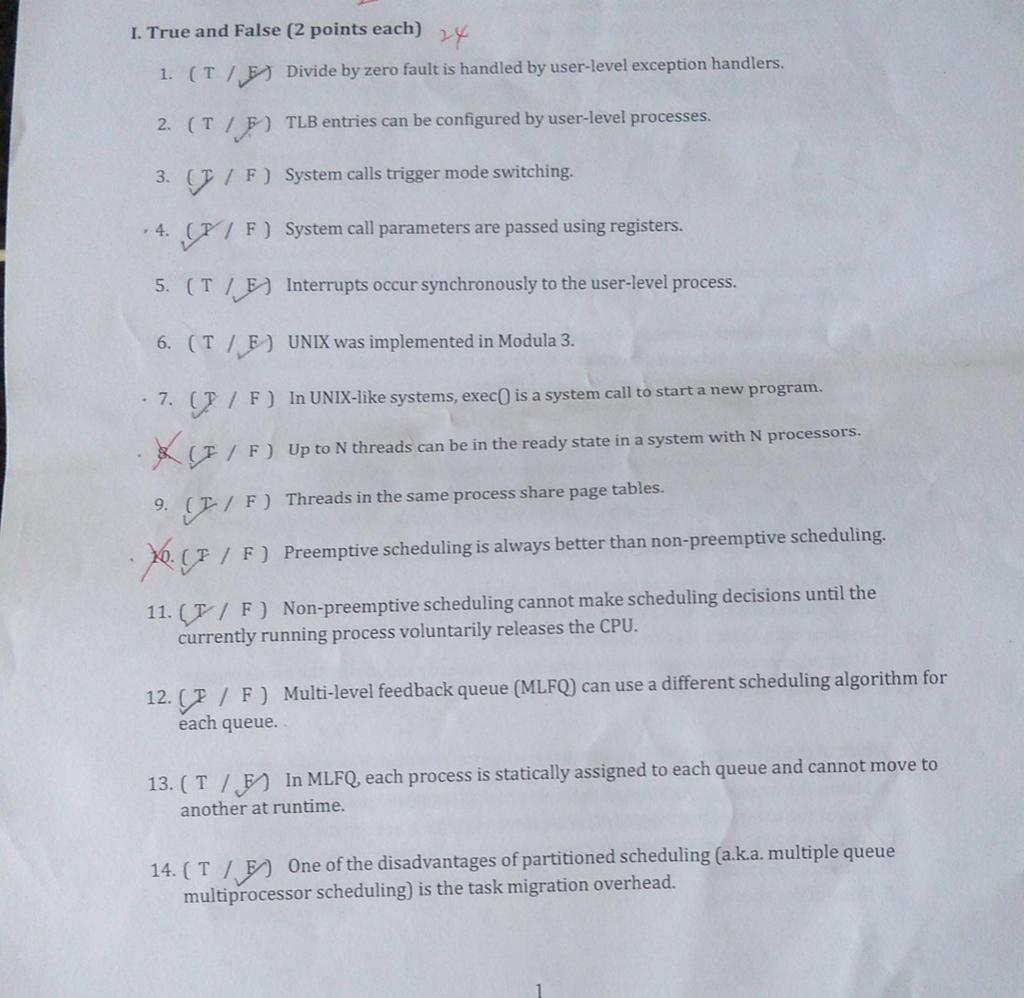 I. True and False (2 points each) 24
1. ( T / F ) Divide by zero fault is handled by user-level exception handlers.
2. ( T / F ) TLB entries can be configured by user-level processes.
3. ( T / F ) System calls trigger mode switching.
4. ( T / F ) System call parameters are passed using registers.
5. ( T / F ) Interrupts occur synchronously to the user-level process.
6. ( T / F ) UNIX was implemented in Modula 3.
7. ( T / F ) In UNIX-like systems, exec() is a system call to start a new program.
8. ( T / F ) Up to N threads can be in the ready state in a system with N processors.
9. ( T / F ) Threads in the same process share page tables.
10. ( T / F ) Preemptive scheduling is always better than non-preemptive scheduling.
11. ( T / F ) Non-preemptive scheduling cannot make scheduling decisions until the
currently running process voluntarily releases the CPU.
12. ( T / F ) Multi-level feedback queue (MLFQ) can use a different scheduling algorithm for
each queue.
13. ( T / F ) In MLFQ, each process is statically assigned to each queue and cannot move to
another at runtime.
14. ( T / F ) One of the disadvantages of partitioned scheduling (a.k.a. multiple queue
multiprocessor scheduling) is the task migration overhead.
1